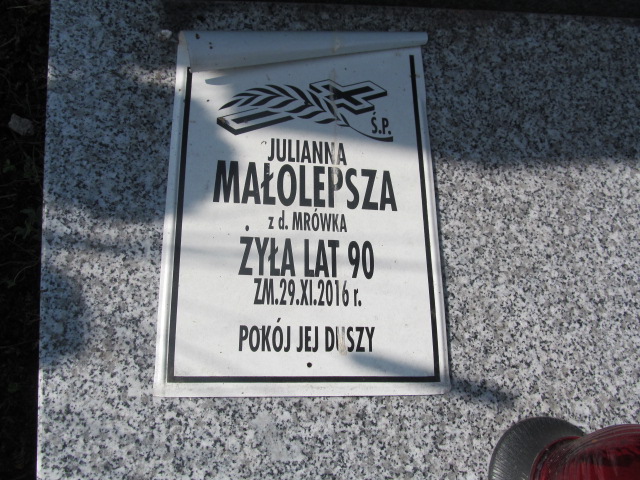 Ś.P.
JULIANNA
MAŁOLEPSZA
z d. MRÓWKA
ŻYŁA LAT 90
ZM.29.XI.2016 r.
POKÓJ JEJ DUSZY